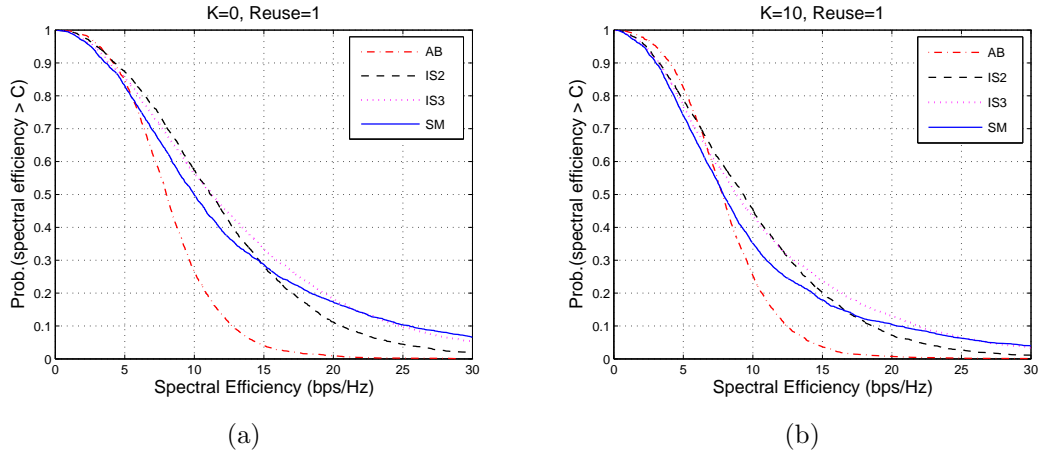 K=0, Reuse=1
Prob.(spectral efficiency > C)
1
0.9
0.8
0.7
0.6
0.5
0.4
0.3
0.2
0.1
0
0 5 10 15 20 25 30
Spectral Efficiency (bps/Hz)
AB
IS2
IS3
SM
(a)
K=10, Reuse=1
Prob.(spectral efficiency > C)
1
0.9
0.8
0.7
0.6
0.5
0.4
0.3
0.2
0.1
0
0 5 10 15 20 25 30
Spectral Efficiency (bps/Hz)
AB
IS2
IS3
SM
(b)